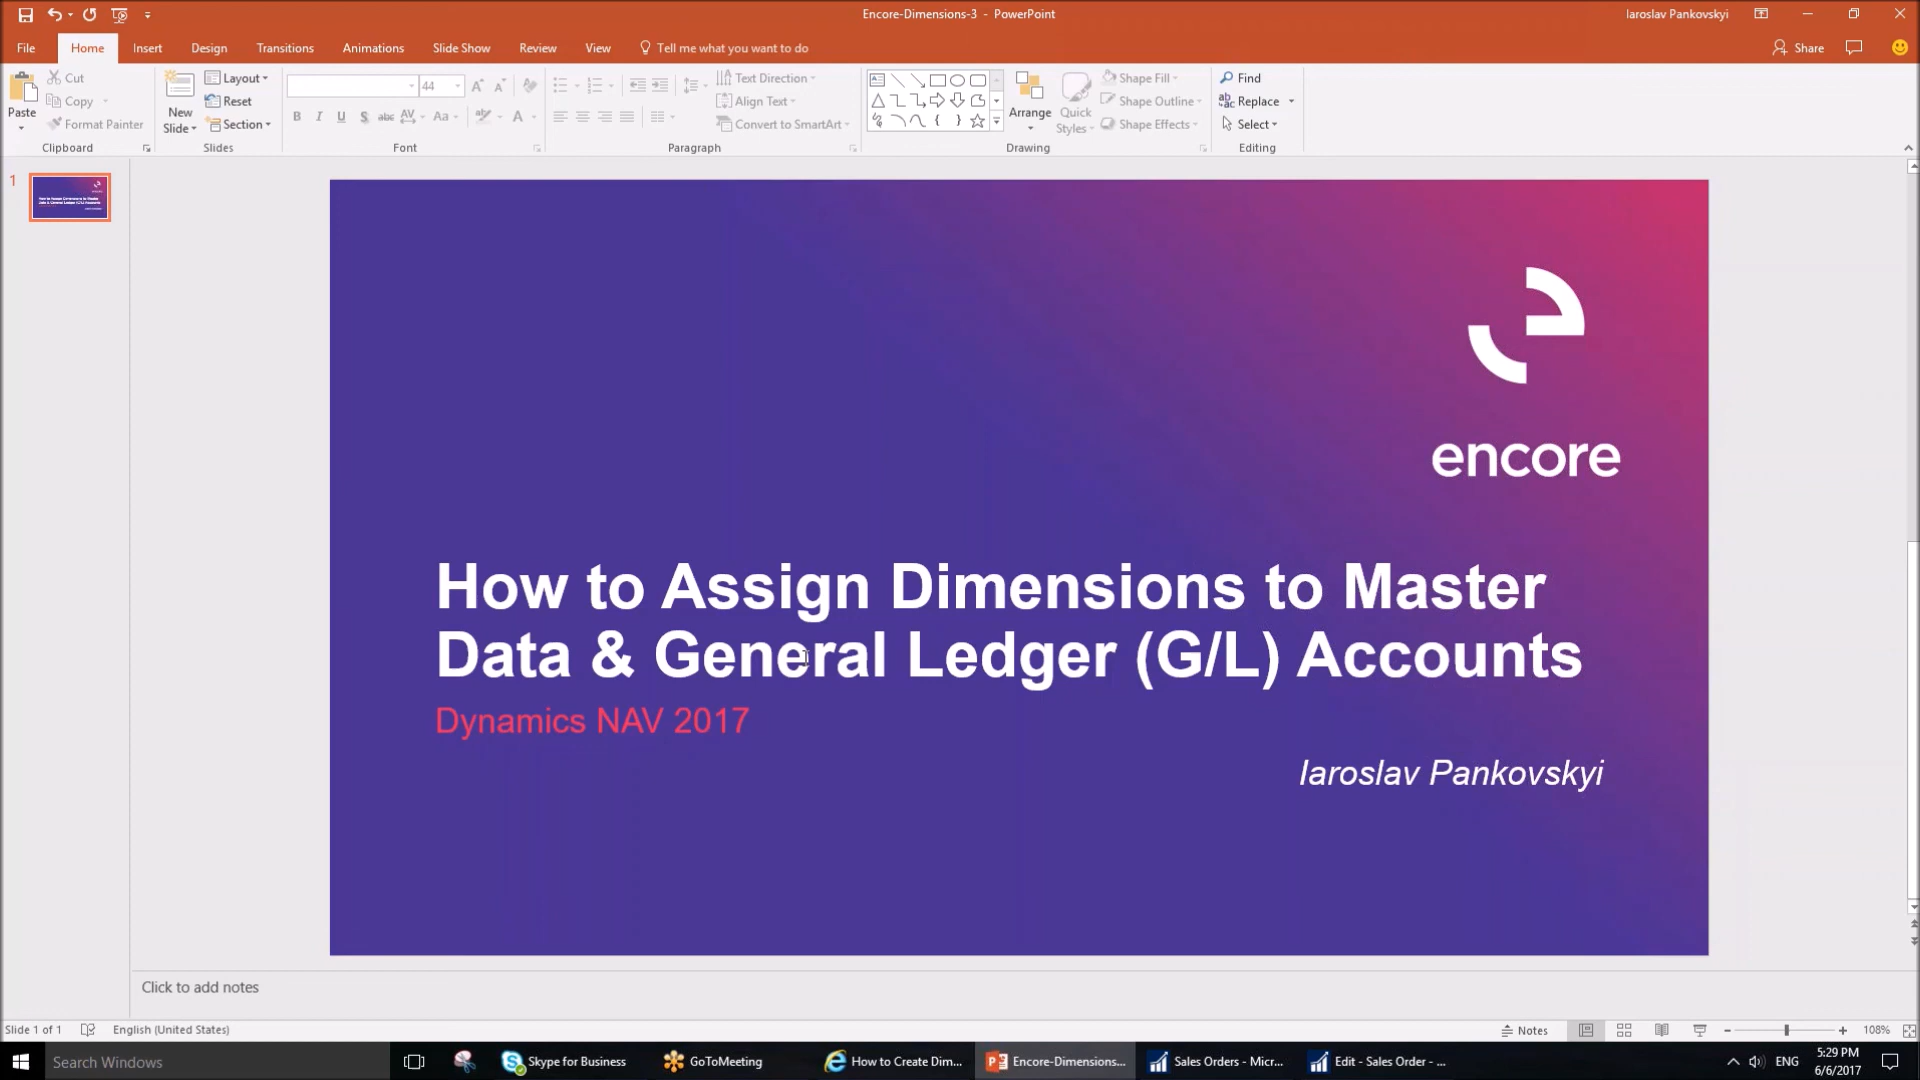 Encore-Dimensions-3 - PowerPoint
Iaroslav Pankovskyi
File Home Insert Design Transitions Animations Slide Show Review View Tell me what you want to do Share
Paste
Cut
Copy
Format Painter
Clipboard
New Slide
Layout
Reset
Section
Slides
44
B I U S abc AV Aa A
Font
Text Direction
Align Text
Convert to SmartArt
Paragraph
Arrange
Quick Styles
Shape Fill
Shape Outline
Shape Effects
Drawing
Find
Replace
Select
Editing
1
encore
How to Assign Dimensions to Master
Data & General Ledger (G/L) Accounts
Dynamics NAV 2017
Iaroslav Pankovskyi
Click to add notes
Slide 1 of 1 English (United States) Notes 108%
Search Windows Skype for Business GoToMeeting How to Create Dim... Encore-Dimensions... Sales Orders - Micr... Edit - Sales Order - ... ENG 5:29 PM
6/6/2017